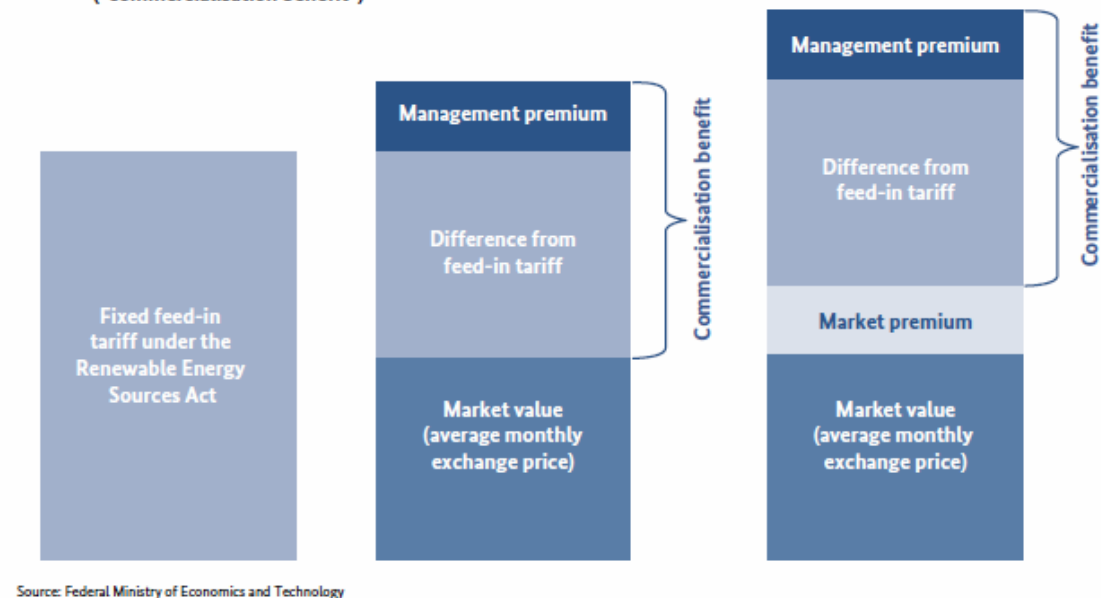 Fixed feed-in
tariff under the
Renewable Energy
Sources Act
Management premium
Difference from
feed-in tariff
Market value
(average monthly
exchange price)
Commercialisation benefit
Management premium
Difference from
feed-in tariff
Market premium
Market value
(average monthly
exchange price)
Commercialisation benefit
Source: Federal Ministry of Economics and Technology